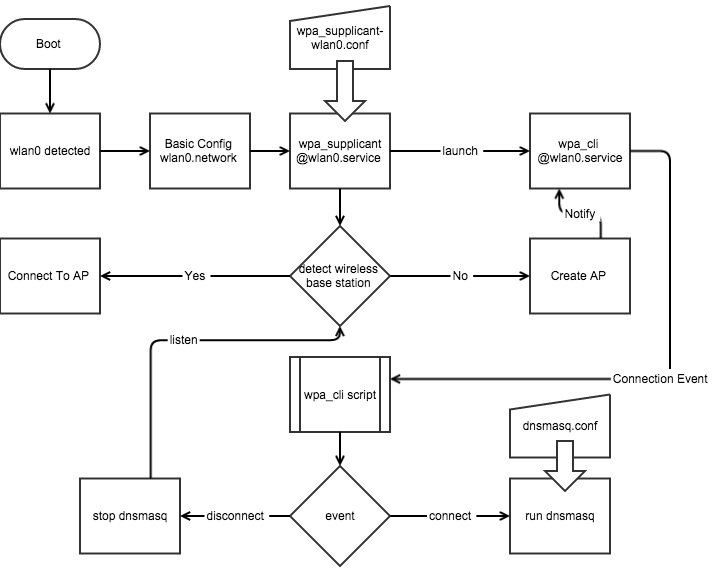 Boot
wpa_supplicant-
wlan0.conf
wlan0 detected
Basic Config
wlan0.network
wpa_supplicant
@wlan0.service
launch
wpa_cli
@wlan0.service
Notify
Connect To AP
Yes
detect wireless
base station
No
Create AP
listen
wpa_cli script
Connection Event
dnsmasq.conf
stop dnsmasq
disconnect
event
connect
run dnsmasq